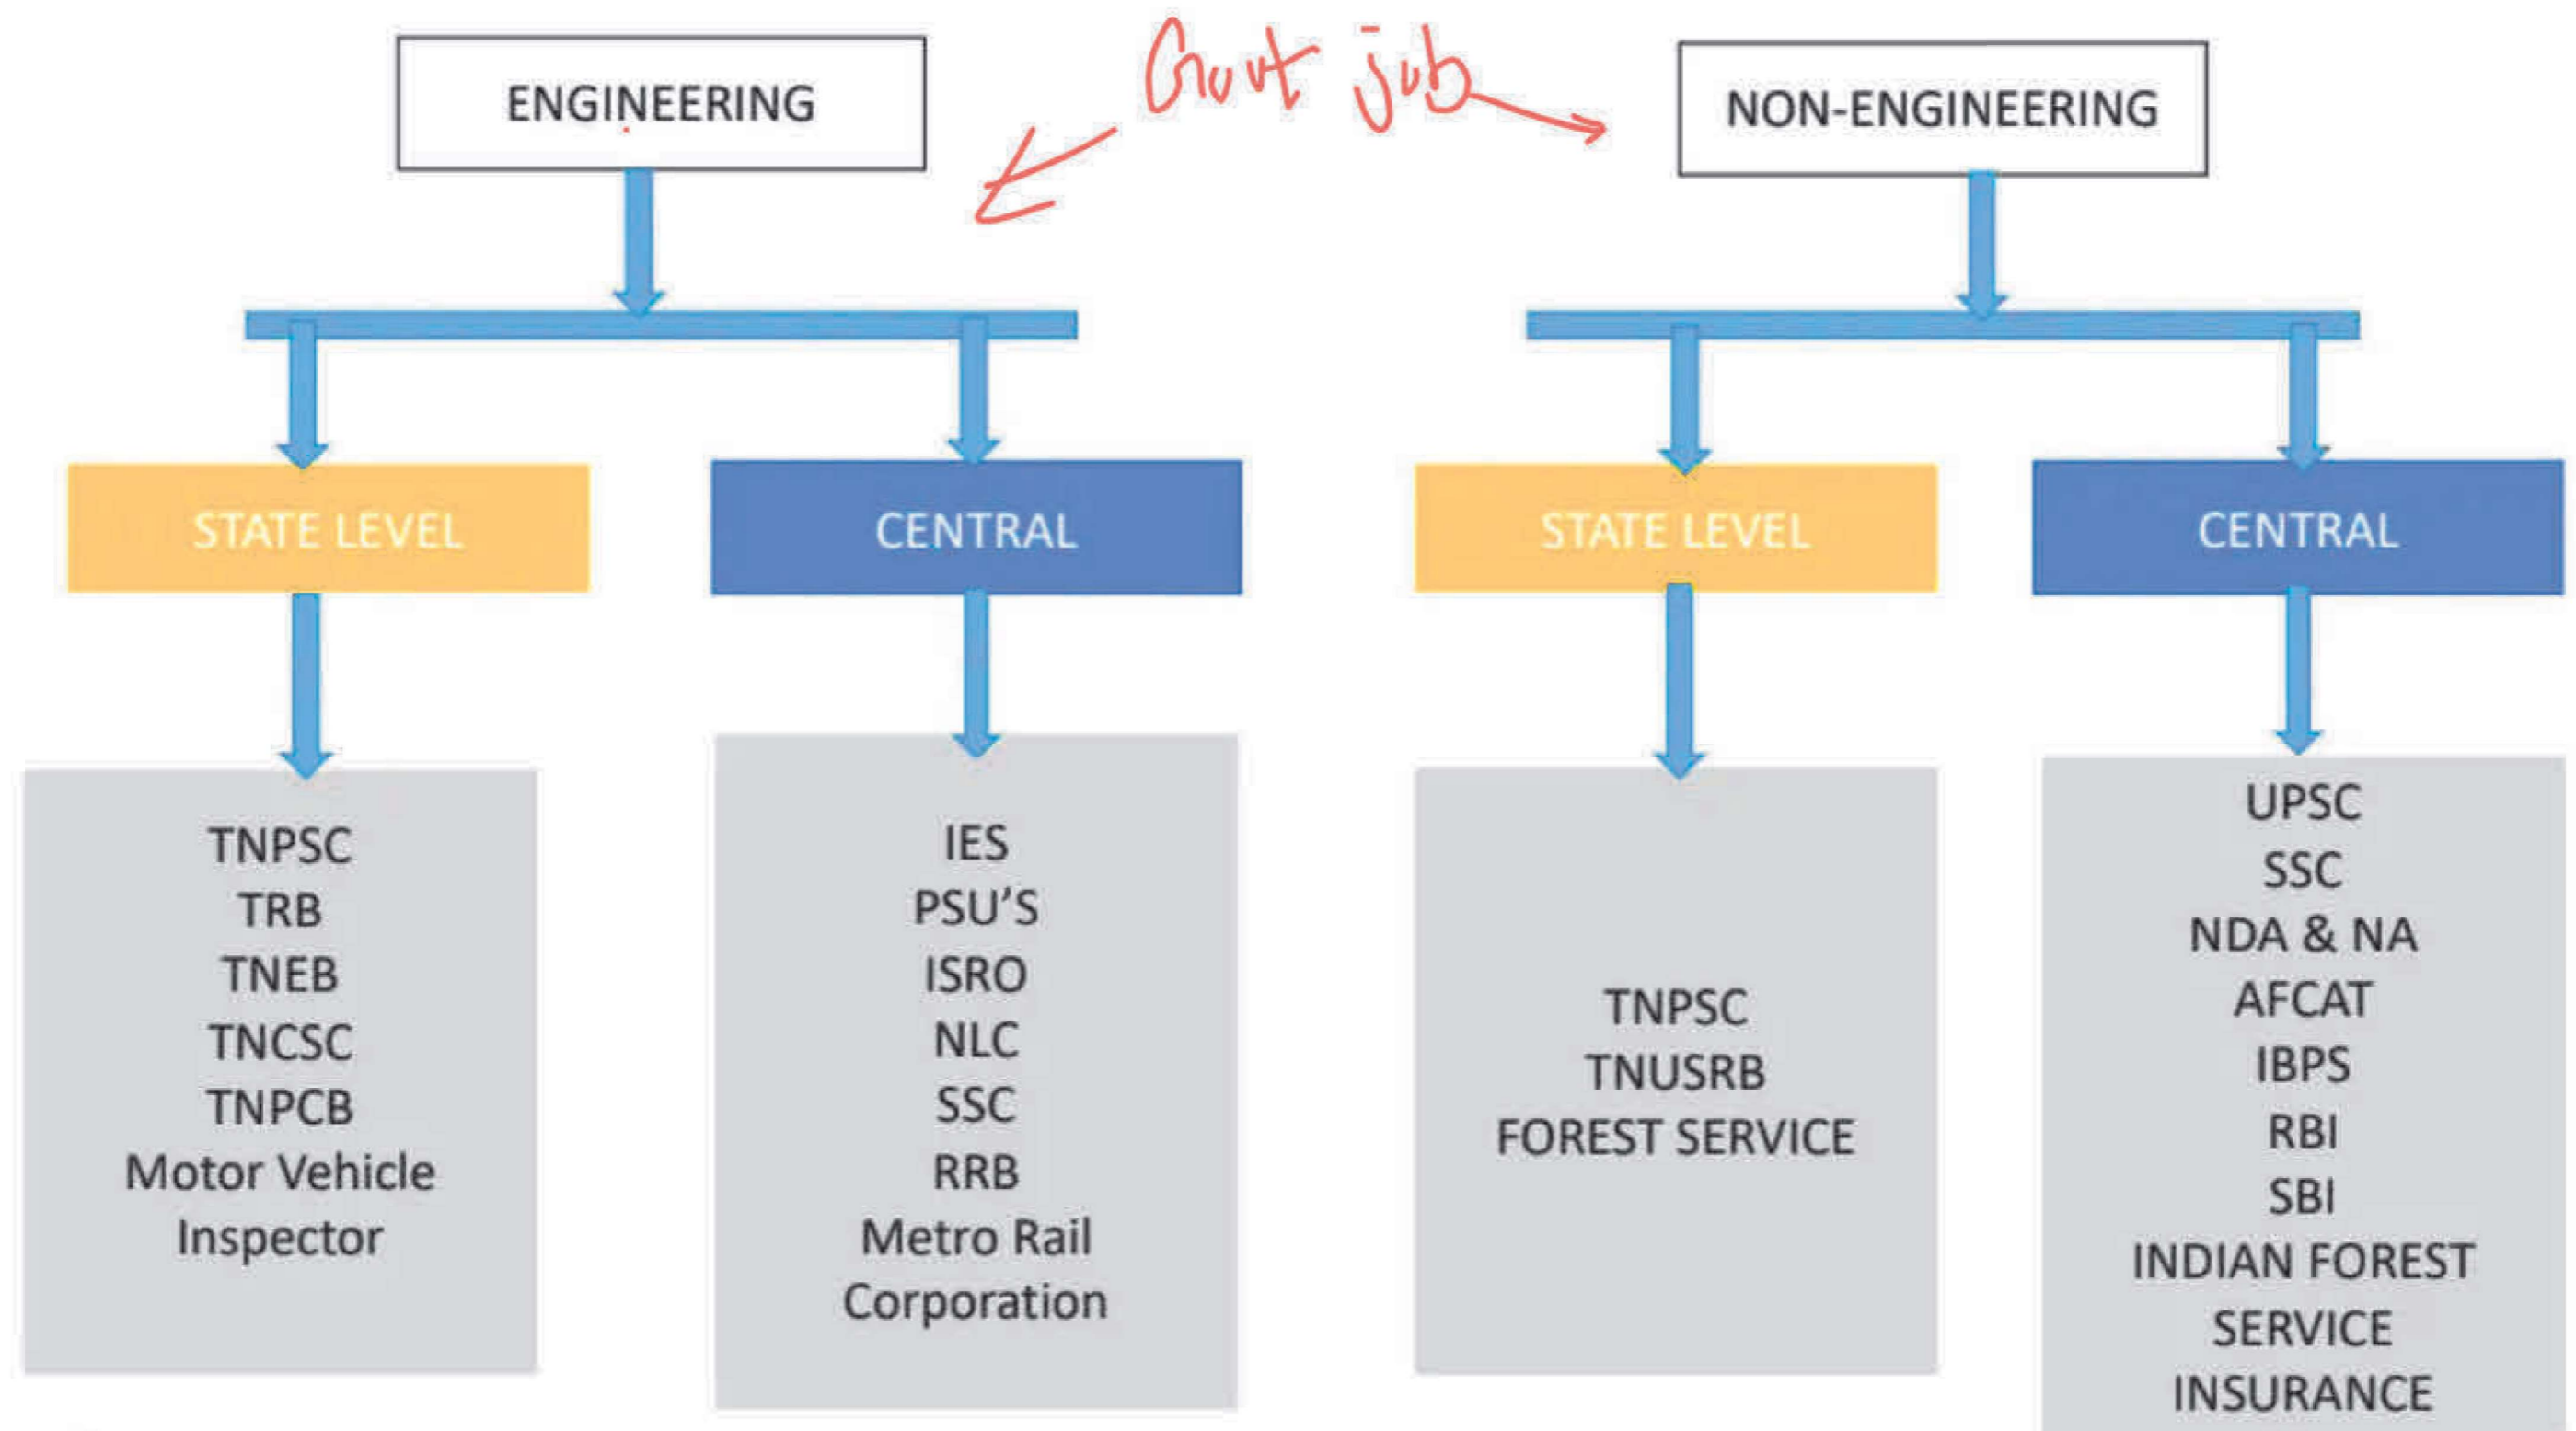 Govt job
ENGINEERING
NON-ENGINEERING
STATE LEVEL
CENTRAL
STATE LEVEL
CENTRAL
TNPSC
TRB
TNEB
TNCSC
TNPCB
Motor Vehicle
Inspector
IES
PSU'S
ISRO
NLC
SSC
RRB
Metro Rail
Corporation
TNPSC
TNUSRB
FOREST SERVICE
UPSC
SSC
NDA & NA
AFCAT
IBPS
RBI
SBI
INDIAN FOREST
SERVICE
INSURANCE